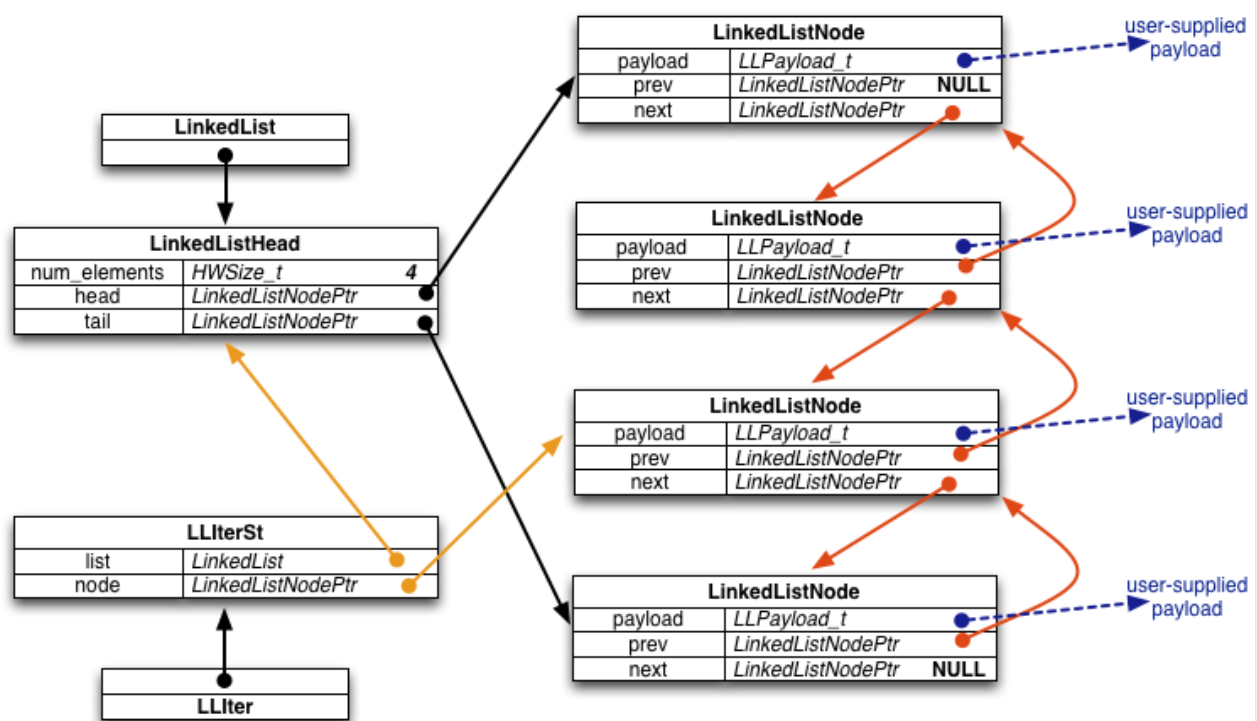 LinkedList
LinkedListHead
num_elements HWSize_t 4
head LinkedListNodePtr
tail LinkedListNodePtr
LLIterSt
list LinkedList
node LinkedListNodePtr
LLIter
LinkedListNode
payload LLPayload_t
prev LinkedListNodePtr NULL
next LinkedListNodePtr
user-supplied
payload
LinkedListNode
payload LLPayload_t
prev LinkedListNodePtr
next LinkedListNodePtr
user-supplied
payload
LinkedListNode
payload LLPayload_t
prev LinkedListNodePtr
next LinkedListNodePtr
user-supplied
payload
LinkedListNode
payload LLPayload_t
prev LinkedListNodePtr
next LinkedListNodePtr NULL
user-supplied
payload